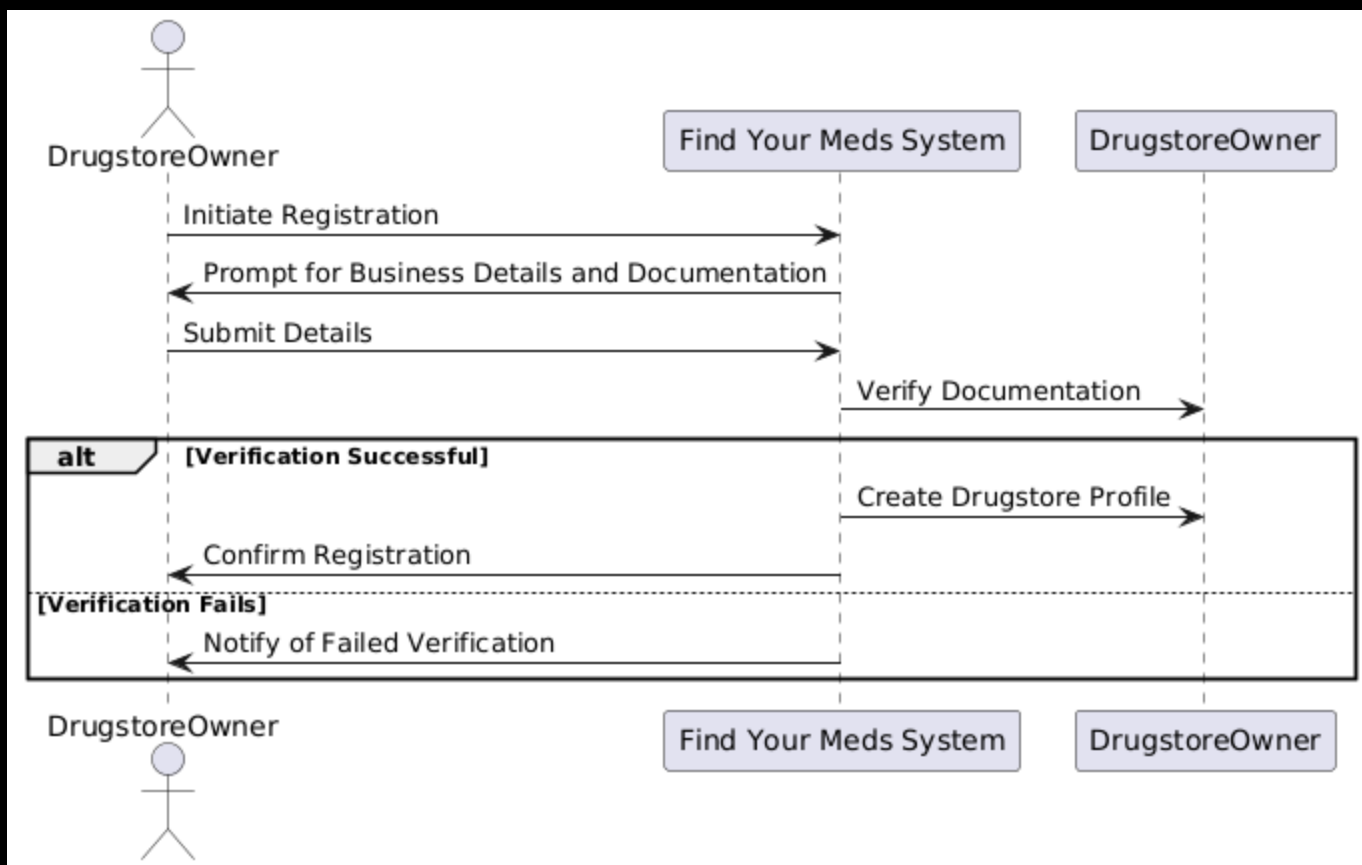 DrugstoreOwner
Find Your Meds System
DrugstoreOwner
Initiate Registration
Prompt for Business Details and Documentation
Submit Details
Verify Documentation
alt
[Verification Successful]
Create Drugstore Profile
Confirm Registration
[Verification Fails]
Notify of Failed Verification
DrugstoreOwner
Find Your Meds System
DrugstoreOwner